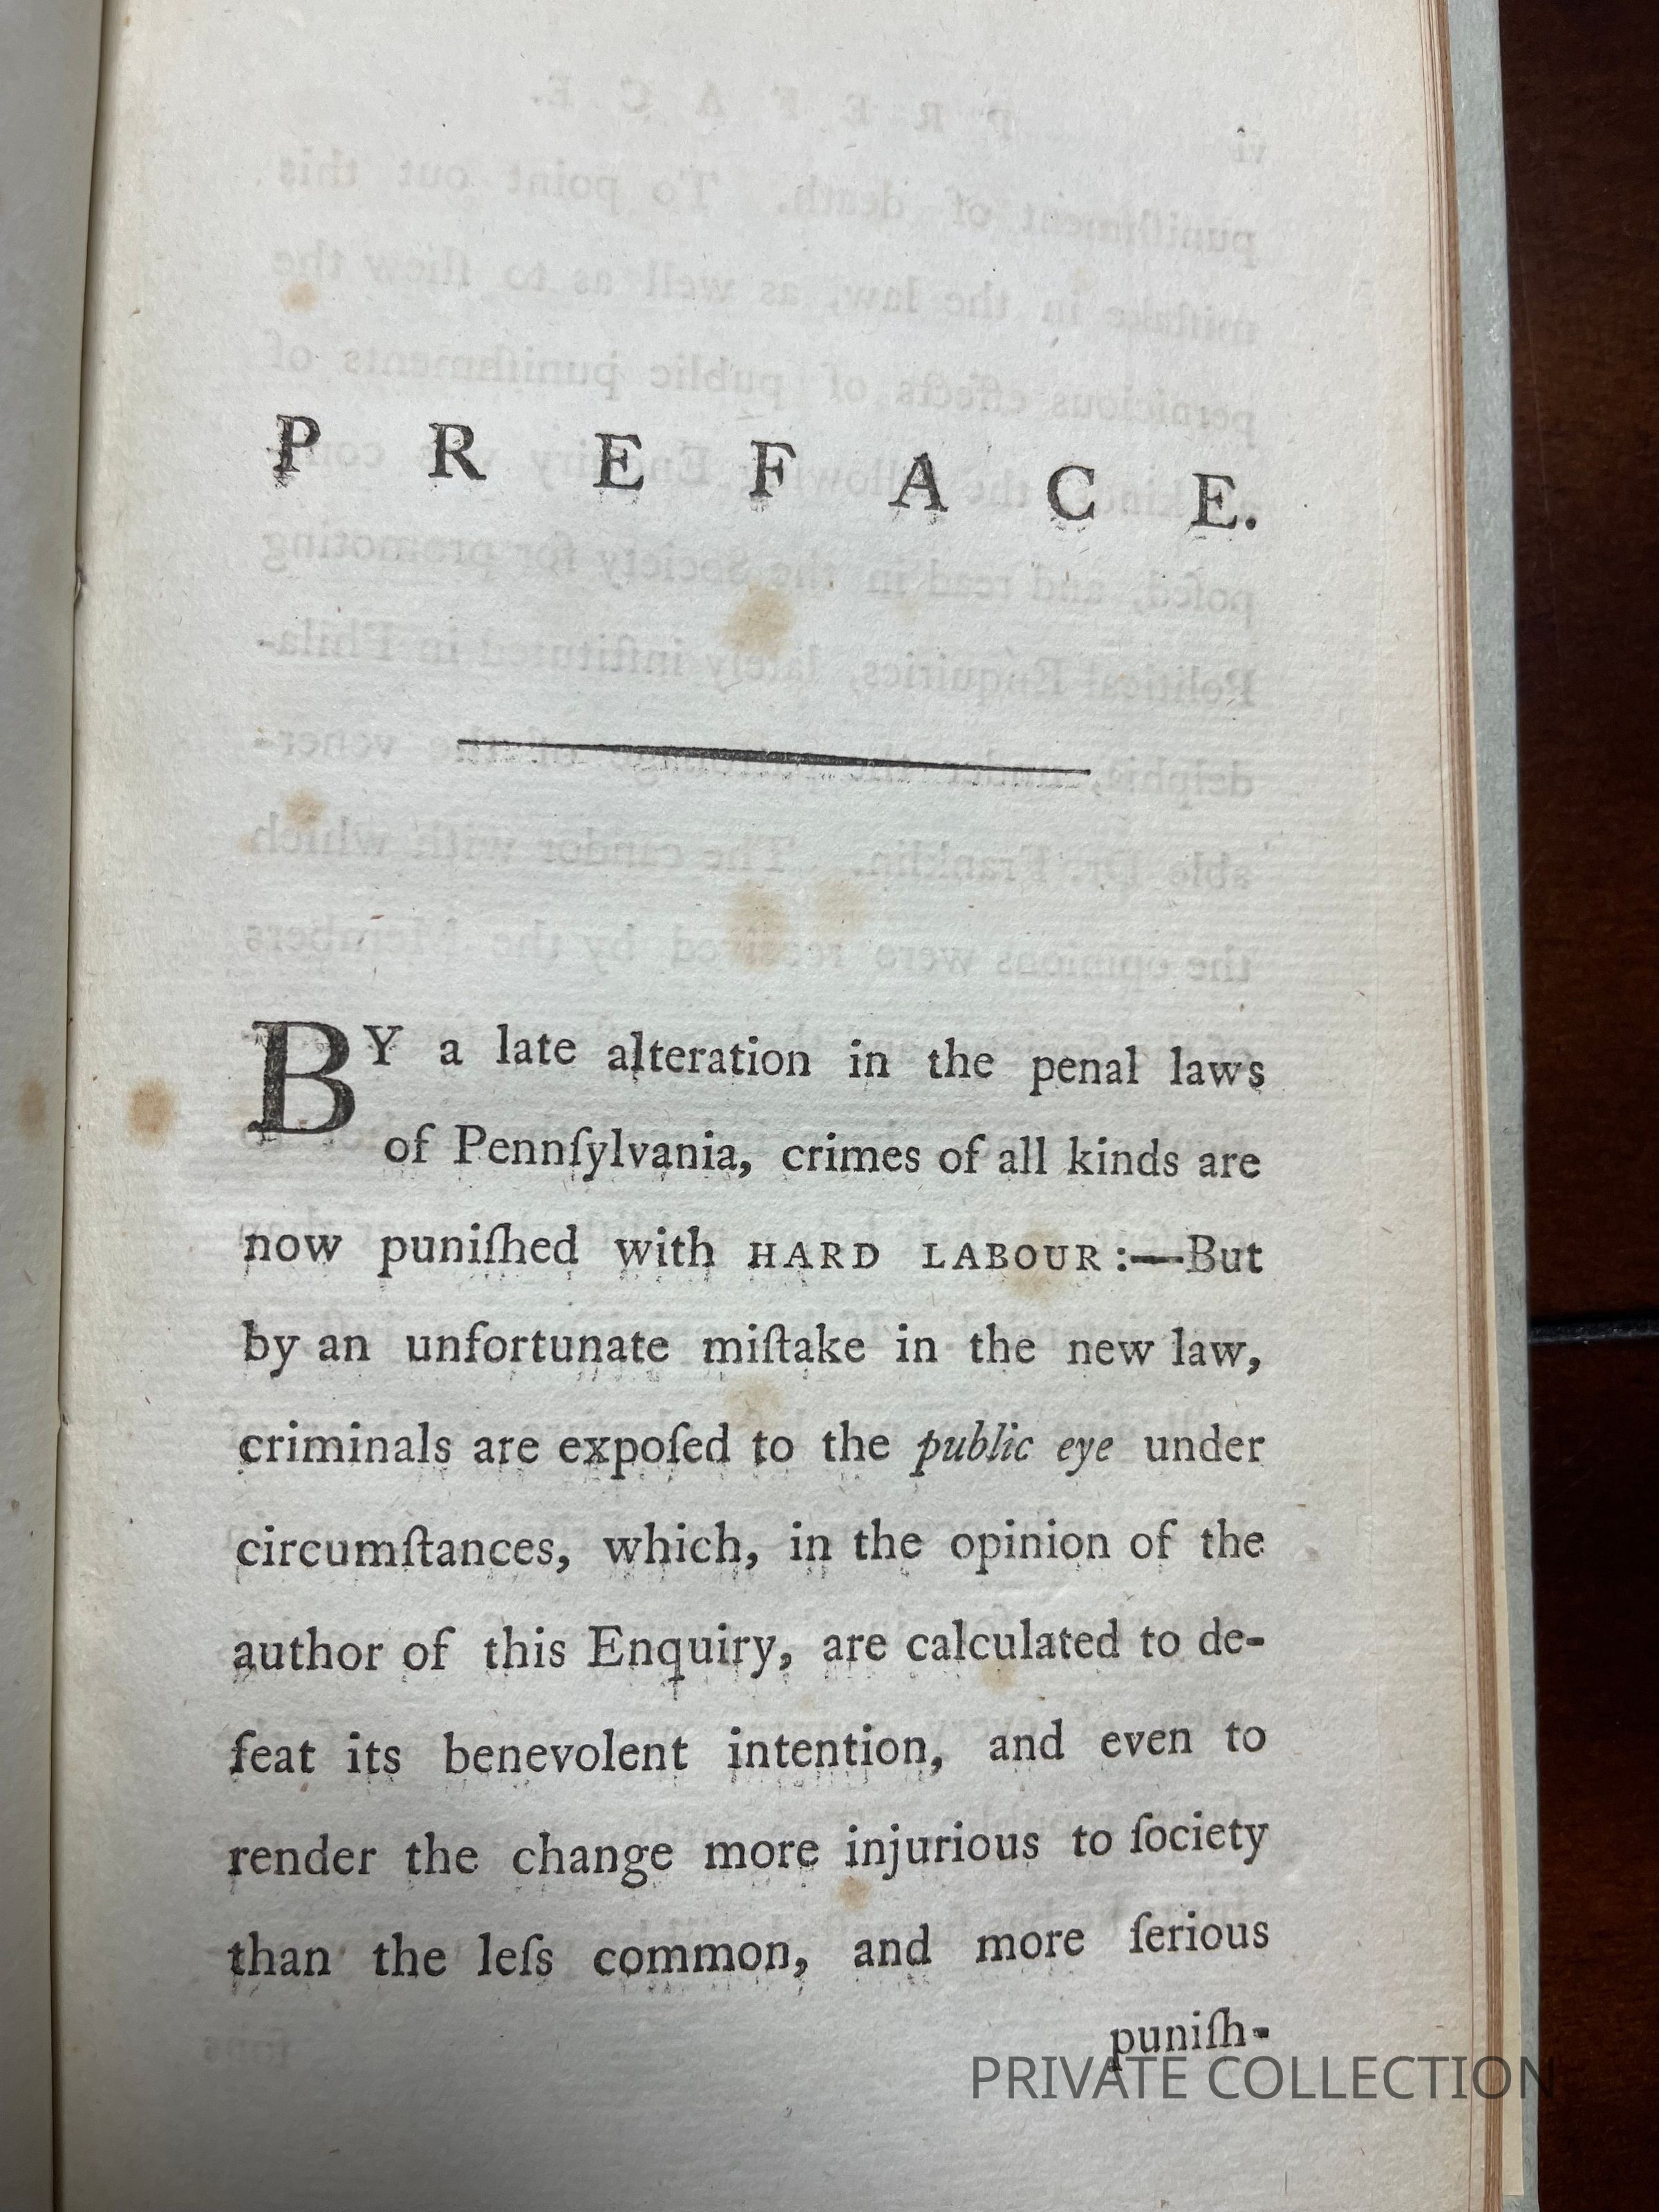 P R E F A C E.
BY a late alteration in the penal laws
of Pennſylvania, crimes of all kinds are
now puniſhed with HARD LABOUR:—But
by an unfortunate miſtake in the new law,
criminals are expoſed to the public eye under
circumſtances, which, in the opinion of the
author of this Enquiry, are calculated to de-
feat its benevolent intention, and even to
render the change more injurious to ſociety
than the leſs common, and more ſerious
puniſh-
PRIVATE COLLECTION